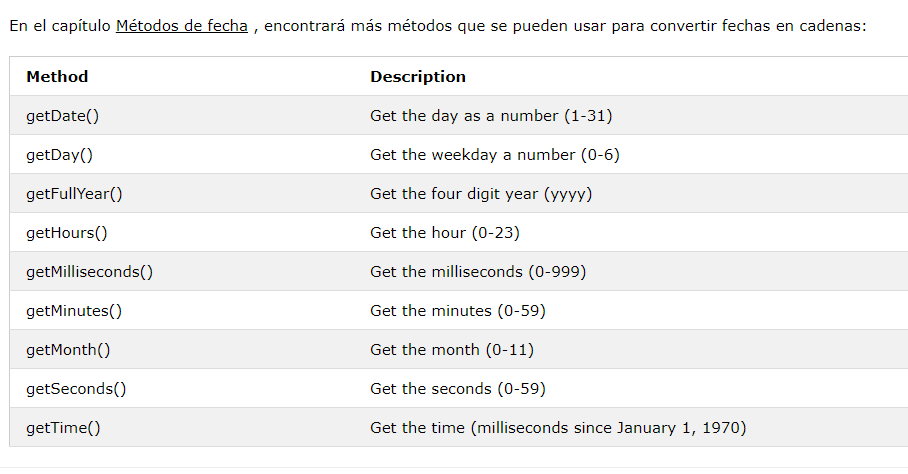 En el capítulo Métodos de fecha , encontrará más métodos que se pueden usar para convertir fechas en cadenas:
Method Description
getDate() Get the day as a number (1-31)
getDay() Get the weekday a number (0-6)
getFullYear() Get the four digit year (yyyy)
getHours() Get the hour (0-23)
getMilliseconds() Get the milliseconds (0-999)
getMinutes() Get the minutes (0-59)
getMonth() Get the month (0-11)
getSeconds() Get the seconds (0-59)
getTime() Get the time (milliseconds since January 1, 1970)